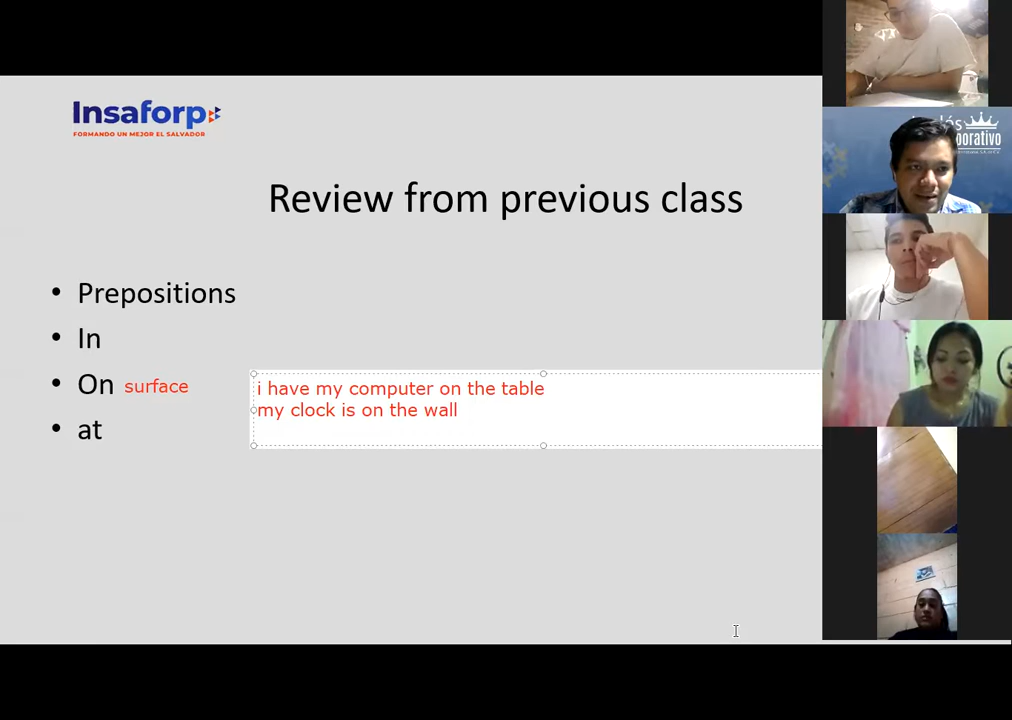 Insaforp
FORMANDO UN MEJOR EL SALVADOR
Review from previous class
• Prepositions
• In
• On surface
• at
i have my computer on the table
my clock is on the wall